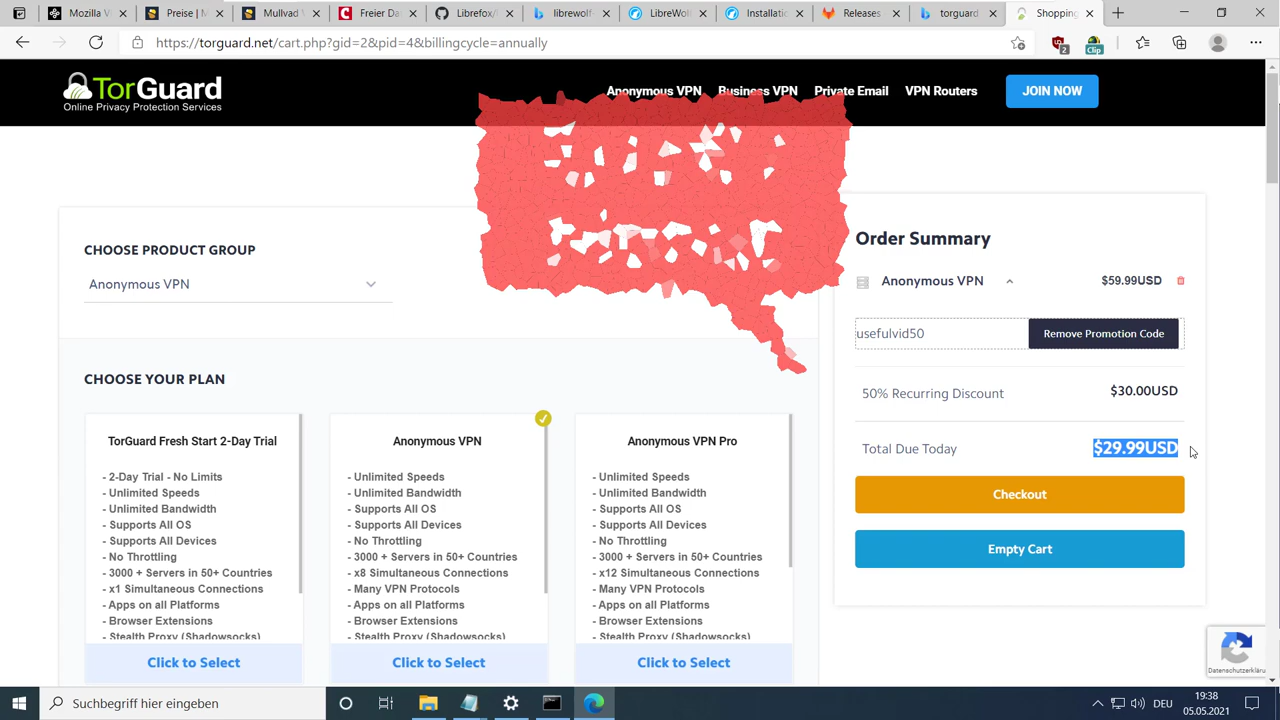 Mozilla V
Preise | M
Mullvad
Freier Da
Librefox/
librewolf-
LibreWol
Installatio
Releases
torguard
Shopping
https://torguard.net/cart.php?gid=2&pid=4&billingcycle=annually
2
Clip
TorGuard
Online Privacy Protection Services
Anonymous VPN
Business VPN
Private Email
VPN Routers
JOIN NOW
CHOOSE PRODUCT GROUP
Anonymous VPN
CHOOSE YOUR PLAN
TorGuard Fresh Start 2-Day Trial
- 2-Day Trial - No Limits
- Unlimited Speeds
- Unlimited Bandwidth
- Supports All OS
- Supports All Devices
- No Throttling
- 3000 + Servers in 50+ Countries
- x1 Simultaneous Connections
- Apps on all Platforms
- Browser Extensions
- Stealth Proxy (Shadowsocks)
Click to Select
Anonymous VPN
- Unlimited Speeds
- Unlimited Bandwidth
- Supports All OS
- Supports All Devices
- No Throttling
- 3000 + Servers in 50+ Countries
- x8 Simultaneous Connections
- Many VPN Protocols
- Apps on all Platforms
- Browser Extensions
- Stealth Proxy (Shadowsocks)
Click to Select
Anonymous VPN Pro
- Unlimited Speeds
- Unlimited Bandwidth
- Supports All OS
- Supports All Devices
- No Throttling
- 3000 + Servers in 50+ Countries
- x12 Simultaneous Connections
- Many VPN Protocols
- Apps on all Platforms
- Browser Extensions
- Stealth Proxy (Shadowsocks)
Click to Select
Order Summary
Anonymous VPN $59.99USD
usefulvid50 Remove Promotion Code
50% Recurring Discount $30.00USD
Total Due Today $29.99USD
Checkout
Empty Cart
Datenschutzerkläru
Suchbegriff hier eingeben
DEU
19:38
05.05.2021